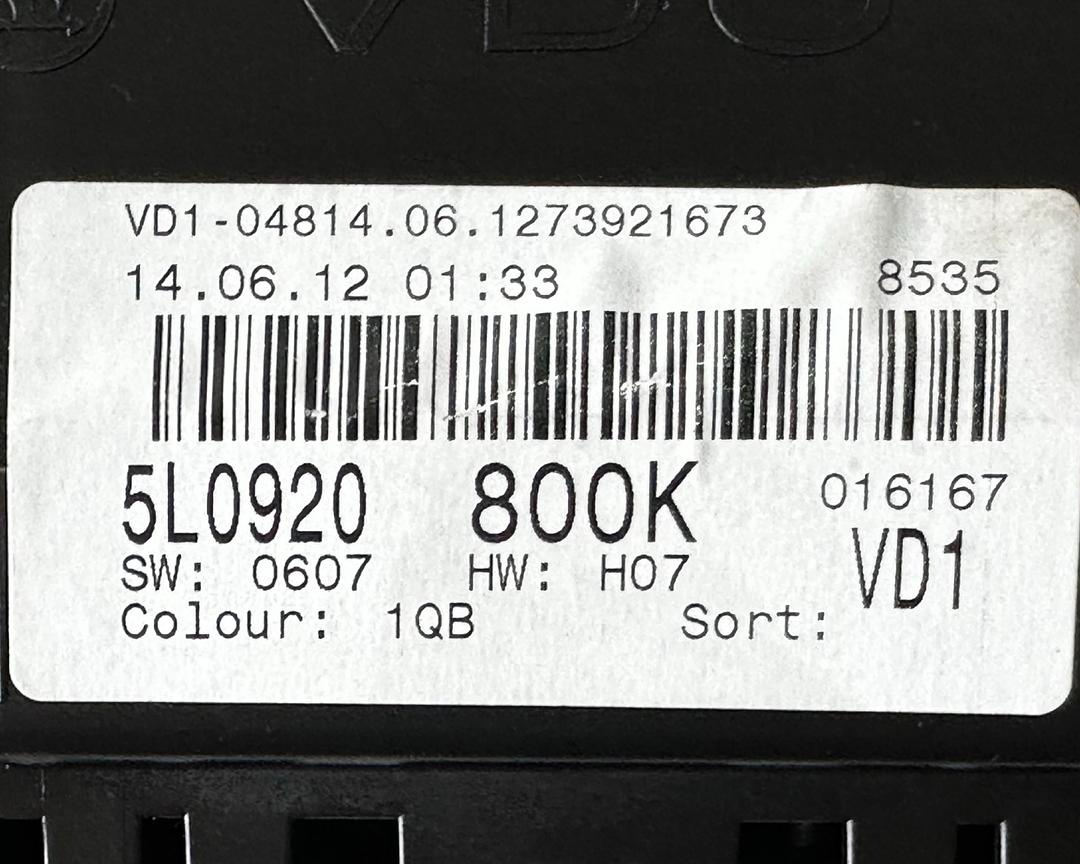 VDO
VD1-04814.06.1273921673
14.06.12 01:33 8535
5L0920 800K 016167
SW: 0607 HW: H07 VD1
Colour: 1QB Sort: